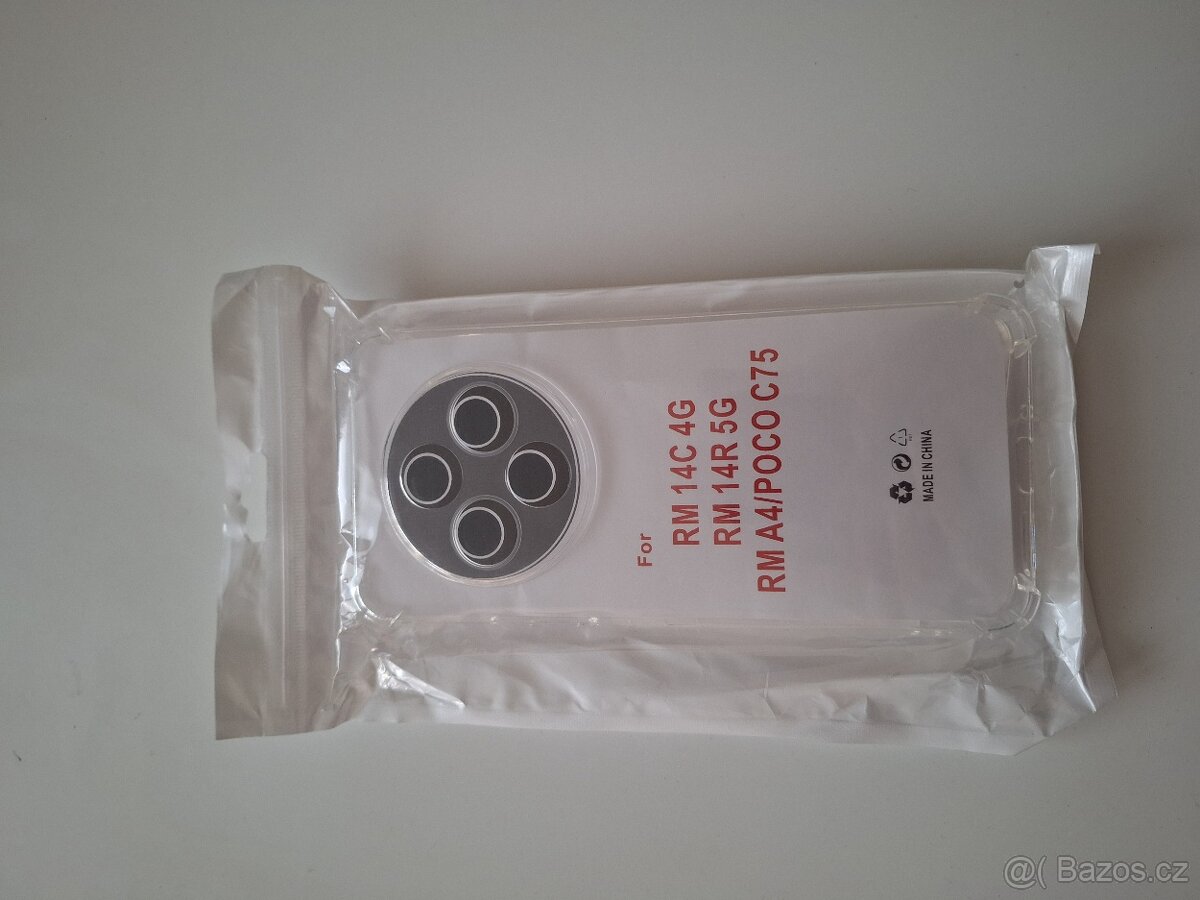 For
RM 14C 4G
RM 14R 5G
RM A4/POCO C75
MADE IN CHINA
@( Bazos.cz